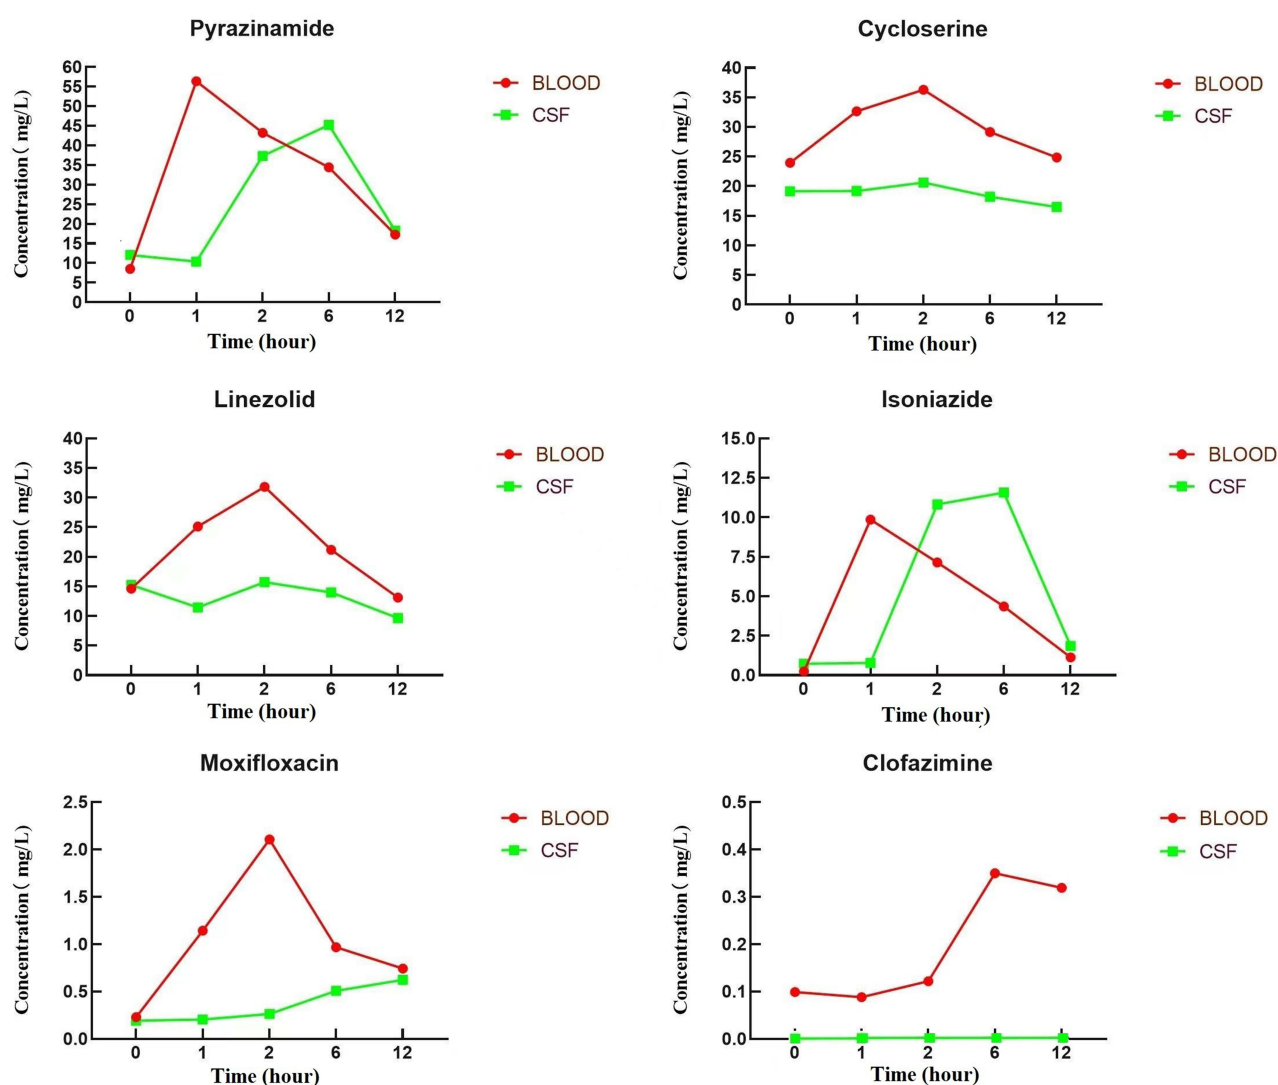 Pyrazinamide
Concentration( mg/L)
60
55
50
45
40
35
30
25
20
15
10
5
0
0 1 2 6 12
Time (hour)
BLOOD
CSF
Cycloserine
Concentration( mg/L)
40
35
30
25
20
15
10
5
0
0 1 2 6 12
Time (hour)
BLOOD
CSF
Linezolid
Concentration( mg/L)
40
35
30
25
20
15
10
5
0
0 1 2 6 12
Time (hour)
BLOOD
CSF
Isoniazide
Concentration( mg/L)
15.0
12.5
10.0
7.5
5.0
2.5
0.0
0 1 2 6 12
Time (hour)
BLOOD
CSF
Moxifloxacin
Concentration( mg/L)
2.5
2.0
1.5
1.0
0.5
0.0
0 1 2 6 12
Time (hour)
BLOOD
CSF
Clofazimine
Concentration( mg/L)
0.5
0.4
0.3
0.2
0.1
0.0
0 1 2 6 12
Time (hour)
BLOOD
CSF